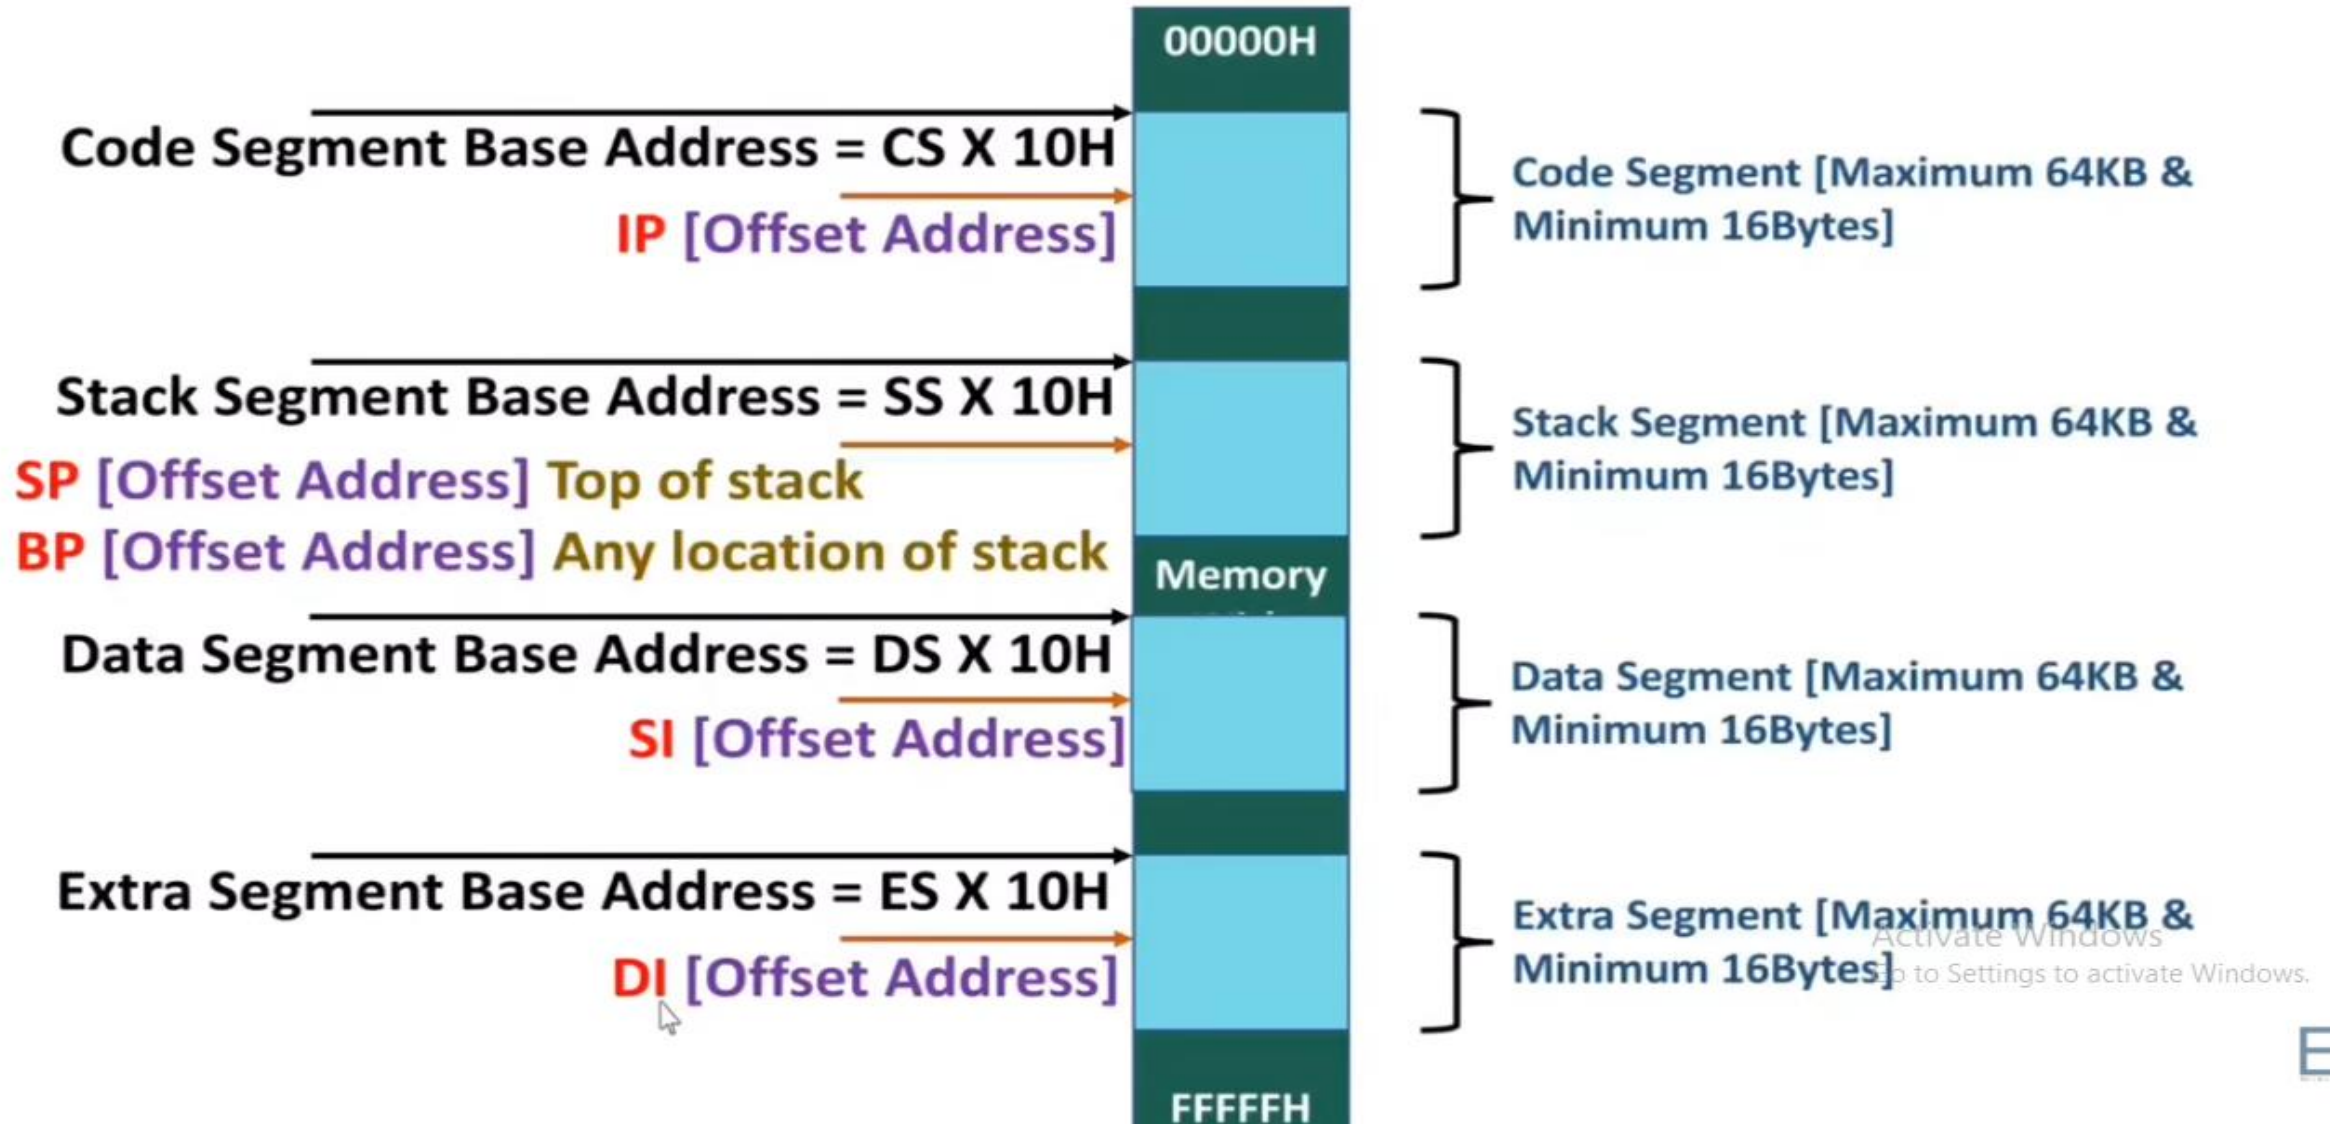 00000H
Code Segment Base Address = CS X 10H
IP [Offset Address]
Code Segment [Maximum 64KB &
Minimum 16Bytes]
Stack Segment Base Address = SS X 10H
SP [Offset Address] Top of stack
BP [Offset Address] Any location of stack
Stack Segment [Maximum 64KB &
Minimum 16Bytes]
Memory
Data Segment Base Address = DS X 10H
SI [Offset Address]
Data Segment [Maximum 64KB &
Minimum 16Bytes]
Extra Segment Base Address = ES X 10H
DI [Offset Address]
Extra Segment [Maximum 64KB &
Minimum 16Bytes]
Activate Windows
Go to Settings to activate Windows.
FFFFFH
E